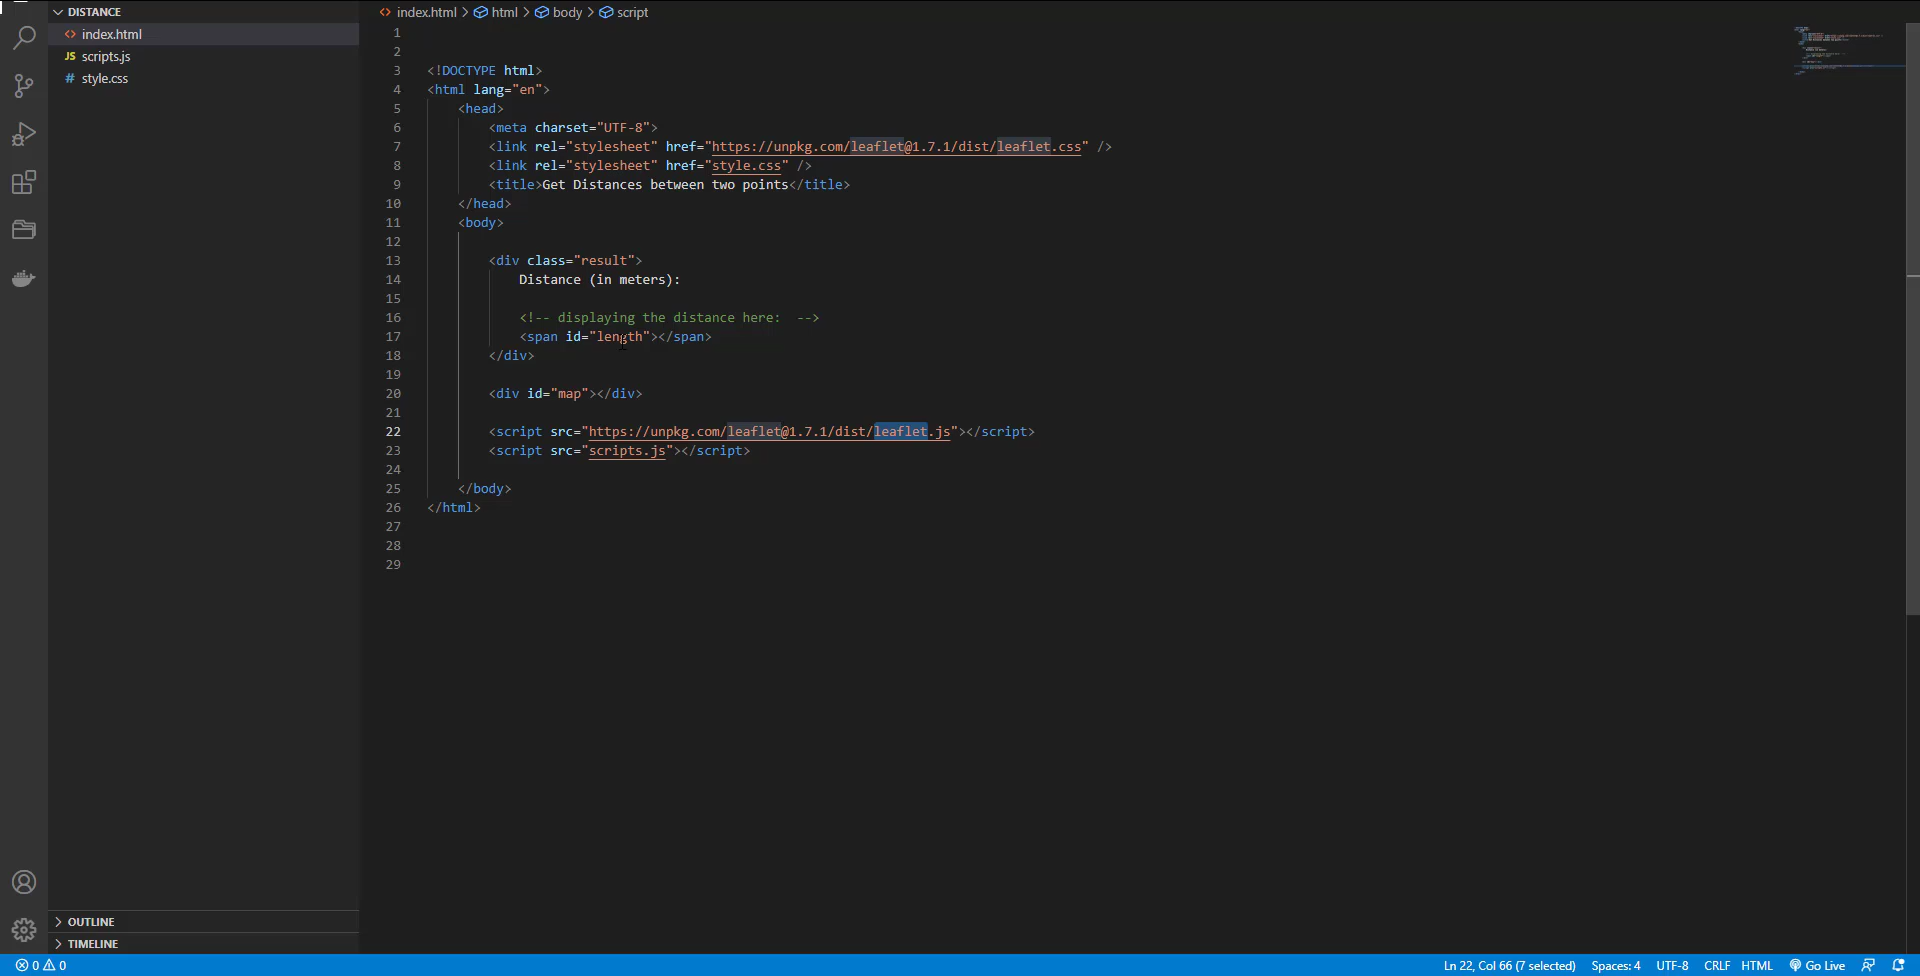 DISTANCE
index.html
JS scripts.js
# style.css
OUTLINE
TIMELINE
index.html > html > body > script
1
2
3 <!DOCTYPE html>
4 <html lang="en">
5 <head>
6 <meta charset="UTF-8">
7 <link rel="stylesheet" href="https://unpkg.com/leaflet@1.7.1/dist/leaflet.css" />
8 <link rel="stylesheet" href="style.css" />
9 <title>Get Distances between two points</title>
10 </head>
11 <body>
12
13 <div class="result">
14 Distance (in meters):
15
16 <!-- displaying the distance here:  -->
17 <span id="length"></span>
18 </div>
19
20 <div id="map"></div>
21
22 <script src="https://unpkg.com/leaflet@1.7.1/dist/leaflet.js"></script>
23 <script src="scripts.js"></script>
24
25 </body>
26 </html>
27
28
29
0 0 Ln 22, Col 66 (7 selected) Spaces: 4 UTF-8 CRLF HTML Go Live